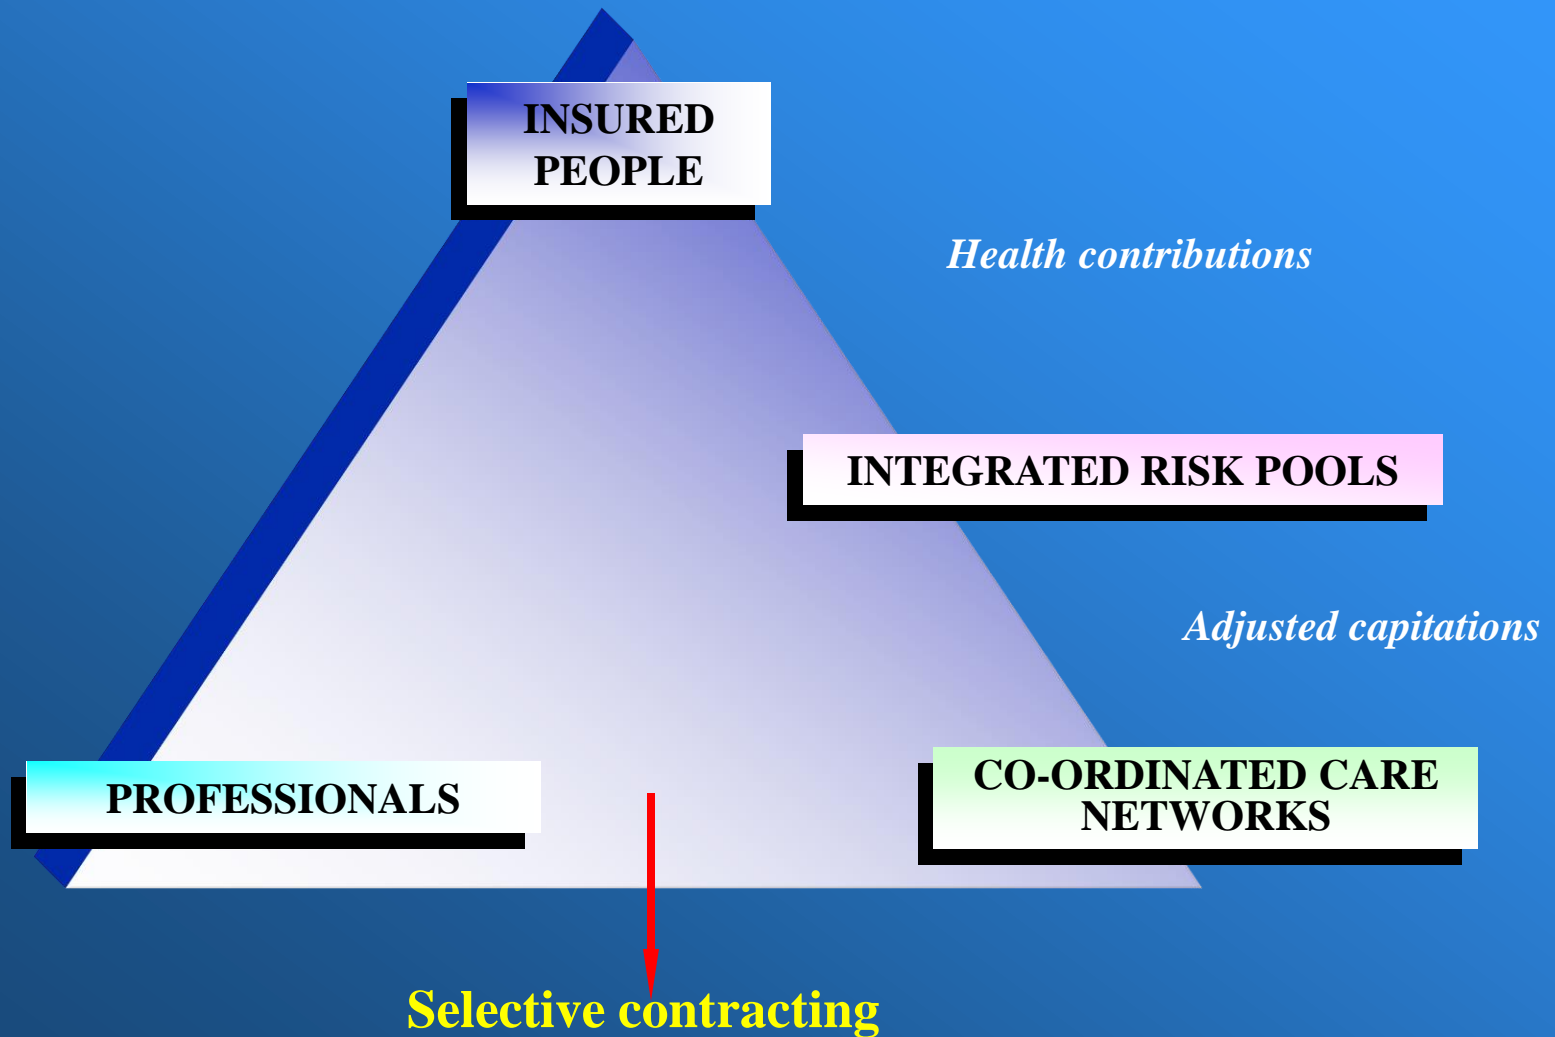 INSURED
PEOPLE
Health contributions
INTEGRATED RISK POOLS
Adjusted capitations
PROFESSIONALS
CO-ORDINATED CARE
NETWORKS
Selective contracting